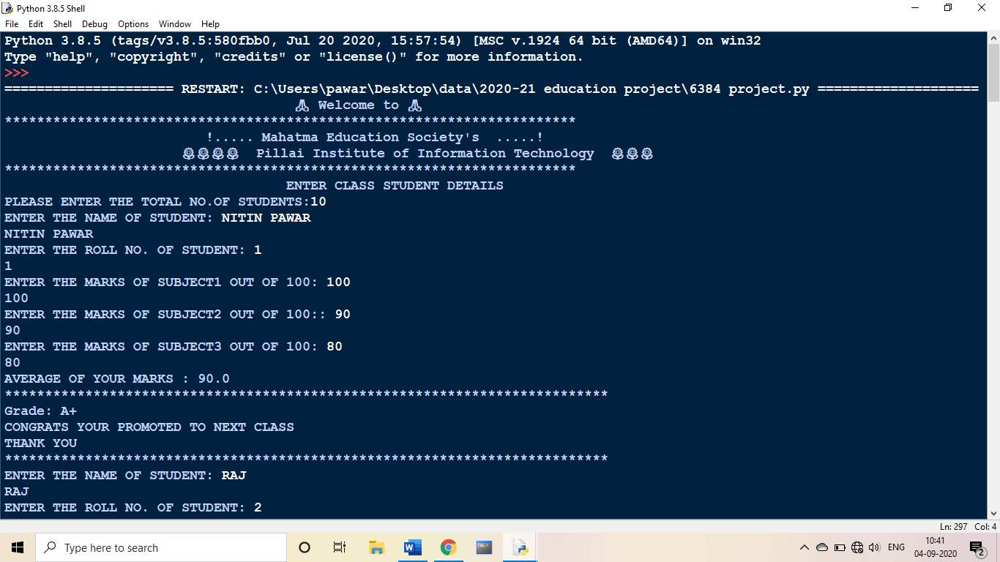 Python 3.8.5 Shell
File Edit Shell Debug Options Window Help
Python 3.8.5 (tags/v3.8.5:580fbb0, Jul 20 2020, 15:57:54) [MSC v.1924 64 bit (AMD64)] on win32
Type "help", "copyright", "credits" or "license()" for more information.
>>>
===================== RESTART: C:\Users\pawar\Desktop\data\2020-21 education project\6384 project.py ====================
🙏 Welcome to 🙏
***********************************************************************
!..... Mahatma Education Society's .....!
🏵🏵🏵🏵 Pillai Institute of Information Technology 🏵🏵🏵
***********************************************************************
ENTER CLASS STUDENT DETAILS
PLEASE ENTER THE TOTAL NO.OF STUDENTS:10
ENTER THE NAME OF STUDENT: NITIN PAWAR
NITIN PAWAR
ENTER THE ROLL NO. OF STUDENT: 1
1
ENTER THE MARKS OF SUBJECT1 OUT OF 100: 100
100
ENTER THE MARKS OF SUBJECT2 OUT OF 100:: 90
90
ENTER THE MARKS OF SUBJECT3 OUT OF 100: 80
80
AVERAGE OF YOUR MARKS : 90.0
***************************************************************************
Grade: A+
CONGRATS YOUR PROMOTED TO NEXT CLASS
THANK YOU
***************************************************************************
ENTER THE NAME OF STUDENT: RAJ
RAJ
ENTER THE ROLL NO. OF STUDENT: 2
Ln: 297 Col: 4
Type here to search
SQL>
ENG
10:41
04-09-2020
2